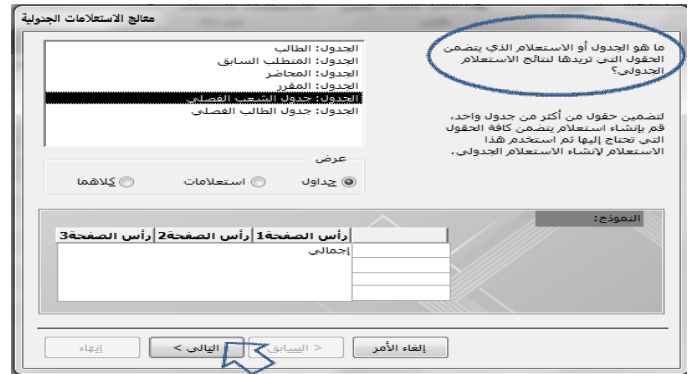 معالج الاستعلامات الجدولية
ما هو الجدول أو الاستعلام الذي يتضمن
الحقول التي تريدها لنتائج الاستعلام
الجدولي؟
لتضمين حقول من أكثر من جدول واحد،
قم بإنشاء استعلام يتضمن كافة الحقول
التي تحتاج إليها ثم استخدم هذا
الاستعلام لإنشاء الاستعلام الجدولي.
الجدول: الطالب
الجدول: المتطلب السابق
الجدول: المحاضر
الجدول: المقرر
الجدول: جدول الشعب الفصلي
الجدول: جدول الطالب الفصلي
عرض
جداول
استعلامات
كلاهما
النموذج:
رأس الصفحة1 رأس الصفحة2 رأس الصفحة3
إجمالي
إلغاء الأمر
< السابق
التالي >
إنهاء